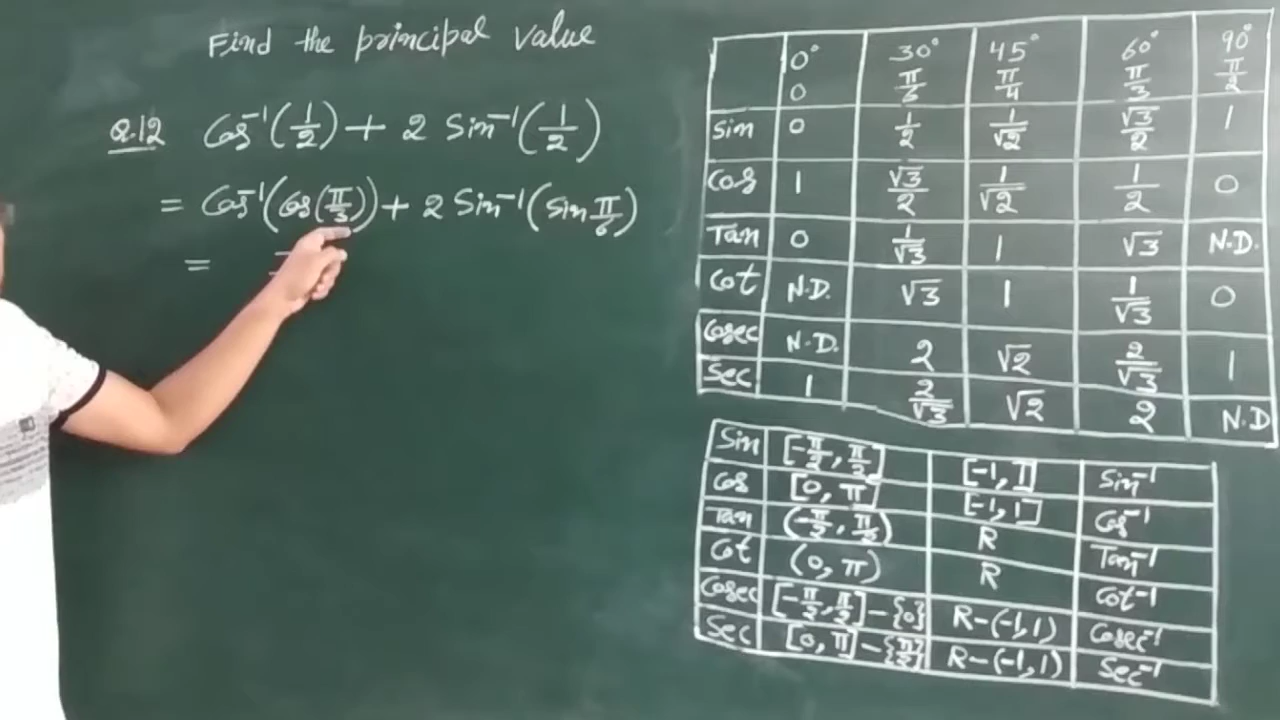 Find the principal value
Q.12 Cos⁻¹(1/2) + 2 Sin⁻¹(1/2)
= Cos⁻¹(Cos(π/3)) + 2 Sin⁻¹(Sin π/6)
=
0° 30° 45° 60° 90°
0 π/6 π/4 π/3 π/2
Sin 0 1/2 1/√2 √3/2 1
Cos 1 √3/2 1/√2 1/2 0
Tan 0 1/√3 1 √3 N.D.
Cot N.D. √3 1 1/√3 0
Cosec N.D. 2 √2 2/√3 1
Sec 1 2/√3 √2 2 N.D
Sin [-π/2, π/2] [-1, 1] Sin⁻¹
Cos [0, π] [-1, 1] Cos⁻¹
Tan (-π/2, π/2) R Tan⁻¹
Cot (0, π) R Cot⁻¹
Cosec [-π/2, π/2] - {0} R-(-1,1) Cosec⁻¹
Sec [0, π] - {π/2} R-(-1,1) Sec⁻¹